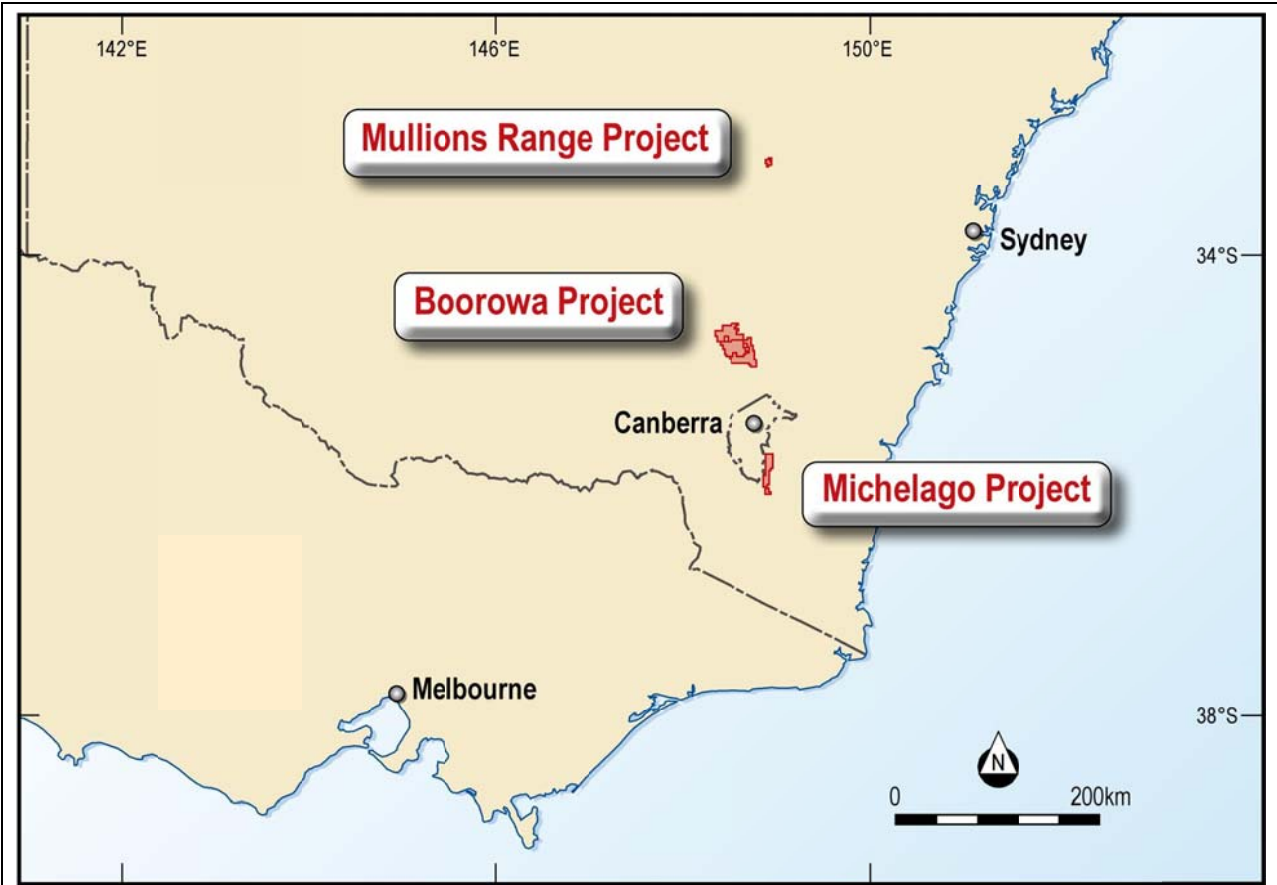 142°E
146°E
150°E
Mullions Range Project
Sydney
34°S
Boorowa Project
Canberra
Michelago Project
Melbourne
38°S
N
0
200km